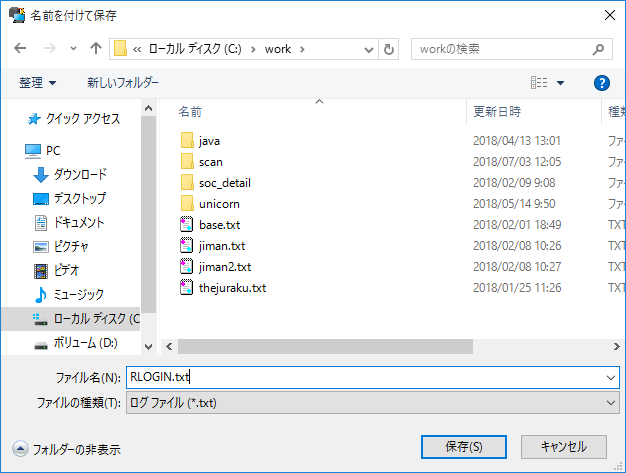 名前を付けて保存
« ローカル ディスク (C:) › work ›
workの検索
整理 新しいフォルダー
?
名前 更新日時 種類
クイック アクセス
PC
ダウンロード
デスクトップ
ドキュメント
ピクチャ
ビデオ
ミュージック
ローカル ディスク (C
ボリューム (D:)
java 2018/04/13 13:01 ファ
scan 2018/07/03 12:05 ファ
soc_detail 2018/02/09 9:08 ファ
unicorn 2018/05/14 9:50 ファ
base.txt 2018/02/01 18:49 TXT
jiman.txt 2018/02/08 10:26 TXT
jiman2.txt 2018/02/08 10:27 TXT
thejuraku.txt 2018/01/25 11:26 TXT
ファイル名(N): RLOGIN.txt
ファイルの種類(T): ログファイル (*.txt)
フォルダーの非表示
保存(S) キャンセル